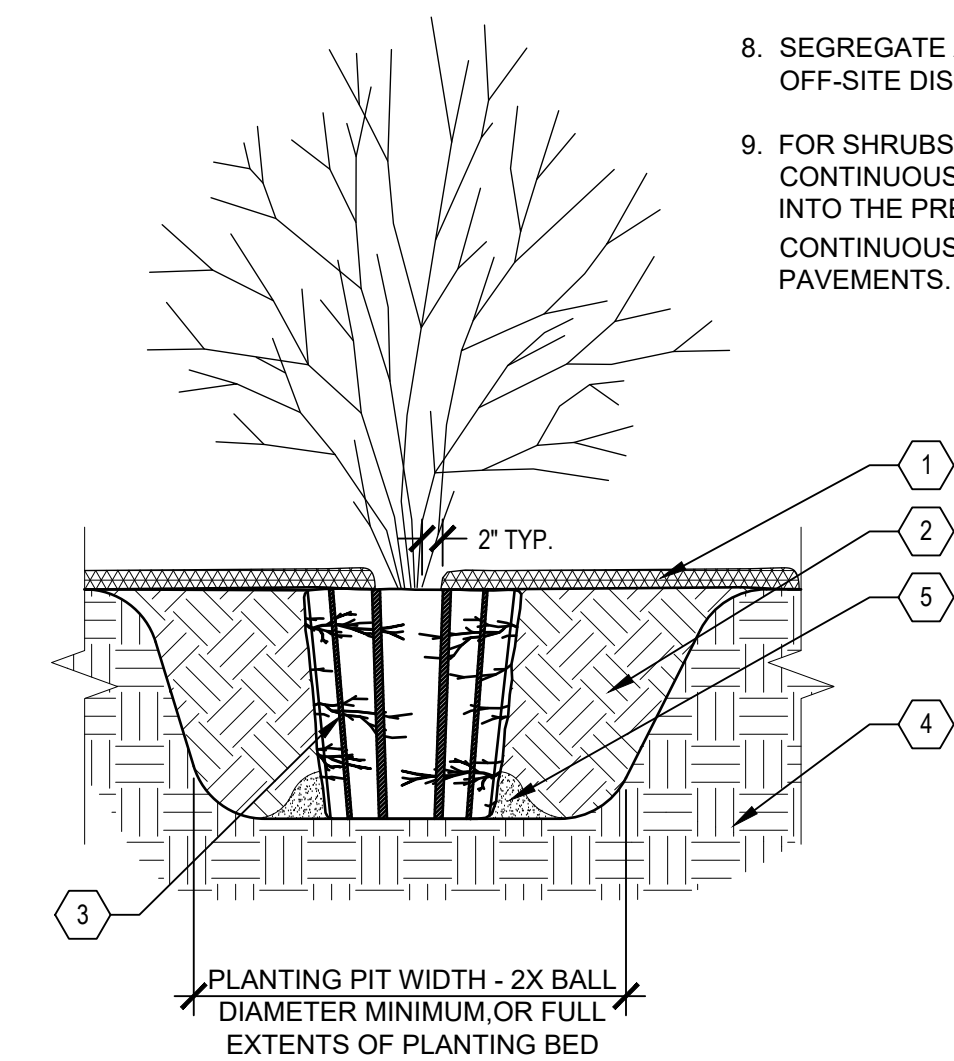 8. SEGREGATE
OFF-SITE DIS
9. FOR SHRUBS
CONTINUOUS
INTO THE PRE
CONTINUOUS
PAVEMENTS.
1
2" TYP.
2
5
4
3
PLANTING PIT WIDTH - 2X BALL
DIAMETER MINIMUM,OR FULL
EXTENTS OF PLANTING BED